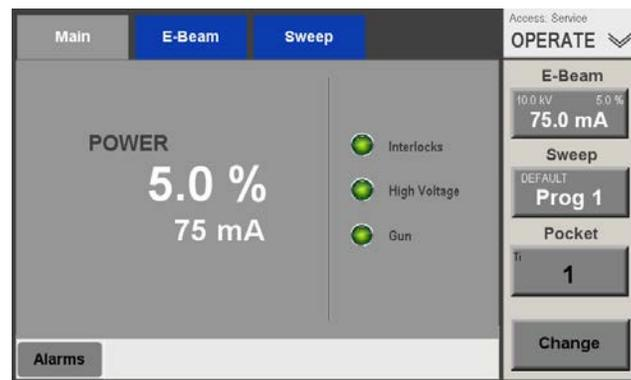 Main
E-Beam
Sweep
POWER
5.0 %
75 mA
Interlocks
High Voltage
Gun
Alarms
Access: Service
OPERATE
E-Beam
10.0 kV 5.0 %
75.0 mA
Sweep
DEFAULT
Prog 1
Pocket
Ti
1
Change